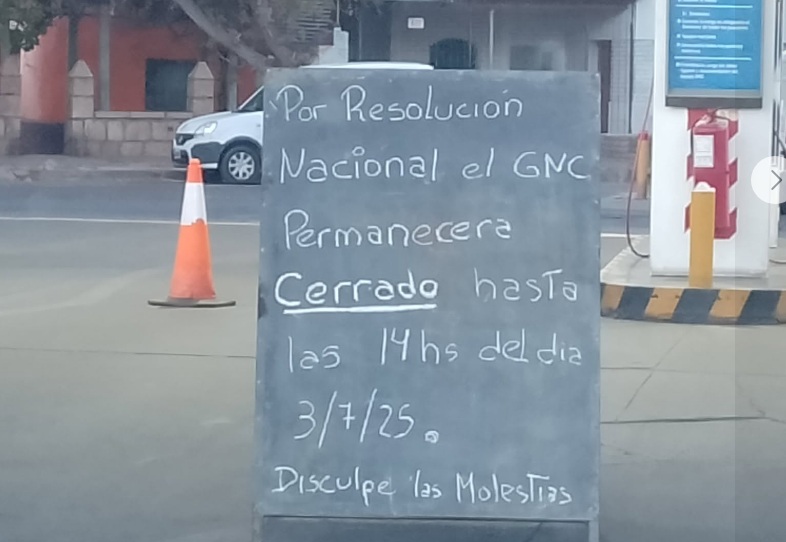 Por Resolución
Nacional el GNC
Permanecera
Cerrado hasta
las 14hs del dia
3/7/25.
Disculpe las Molestias